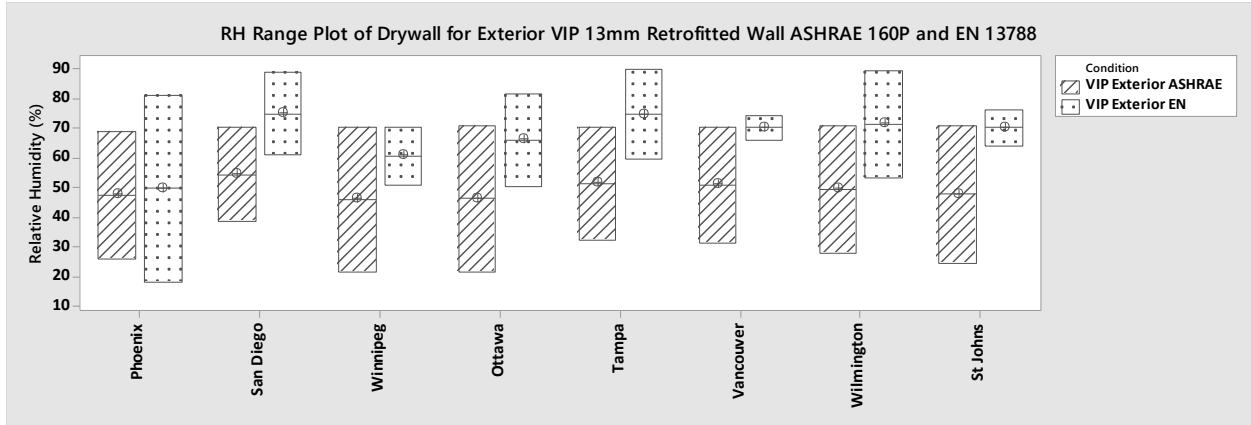 RH Range Plot of Drywall for Exterior VIP 13mm Retrofitted Wall ASHRAE 160P and EN 13788
Condition
VIP Exterior ASHRAE
VIP Exterior EN
Relative Humidity (%)
90
80
70
60
50
40
30
20
10
Phoenix
San Diego
Winnipeg
Ottawa
Tampa
Vancouver
Wilmington
St Johns